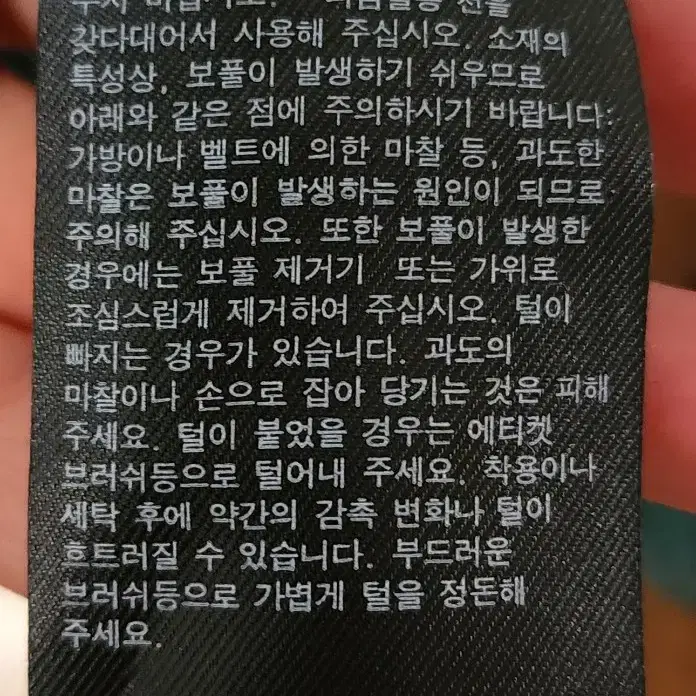 갖다대어서 사용해 주십시오. 소재의
특성상, 보풀이 발생하기 쉬우므로
아래와 같은 점에 주의하시기 바랍니다:
가방이나 벨트에 의한 마찰 등, 과도한
마찰은 보풀이 발생하는 원인이 되므로
주의해 주십시오. 또한 보풀이 발생한
경우에는 보풀 제거기 또는 가위로
조심스럽게 제거하여 주십시오. 털이
빠지는 경우가 있습니다. 과도의
마찰이나 손으로 잡아 당기는 것은 피해
주세요. 털이 붙었을 경우는 에티켓
브러쉬등으로 털어내 주세요. 착용이나
세탁 후에 약간의 감촉 변화나 털이
흐트러질 수 있습니다. 부드러운
브러쉬등으로 가볍게 털을 정돈해
주세요.